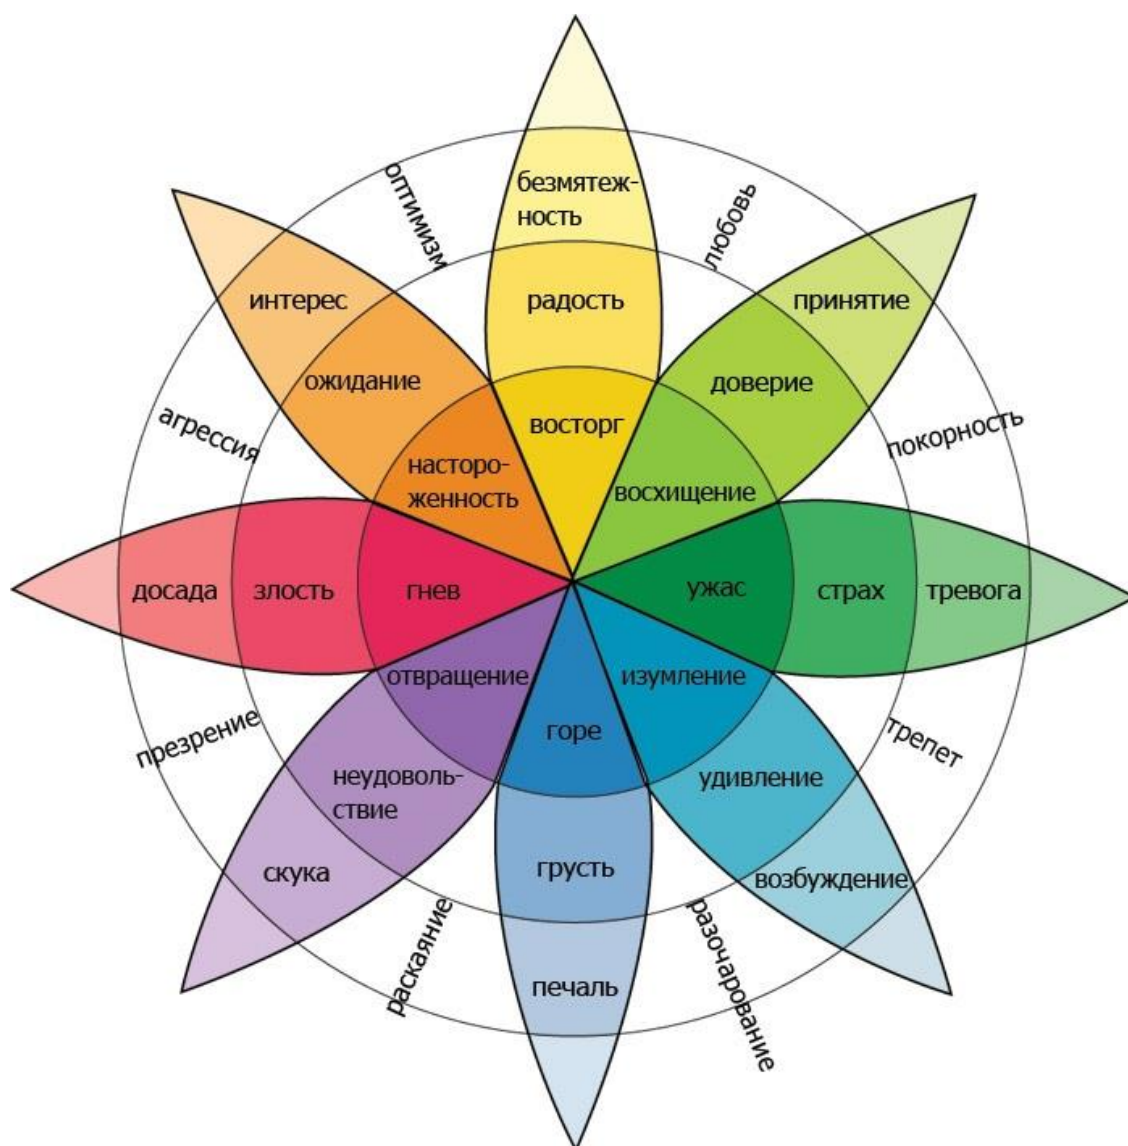 оптимизм
безмятеж-
ность
любовь
интерес
радость
принятие
ожидание
доверие
агрессия
восторг
покорность
насторо-
женность
восхищение
досада
злость
гнев
ужас
страх
тревога
отвращение
изумление
презрение
горе
трепет
неудоволь-
ствие
удивление
скука
грусть
возбуждение
раскаяние
разочарование
печаль